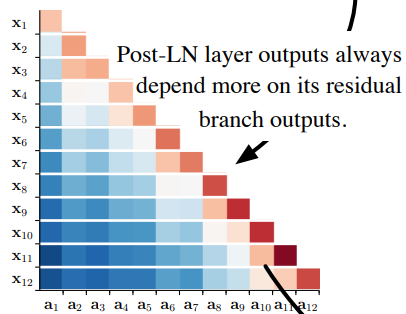 x1
x2
Post-LN layer outputs always
x3
depend more on its residual
x4
branch outputs.
x5
x6
x7
x8
x9
x10
x11
x12
a1 a2 a3 a4 a5 a6 a7 a8 a9 a10 a11 a12